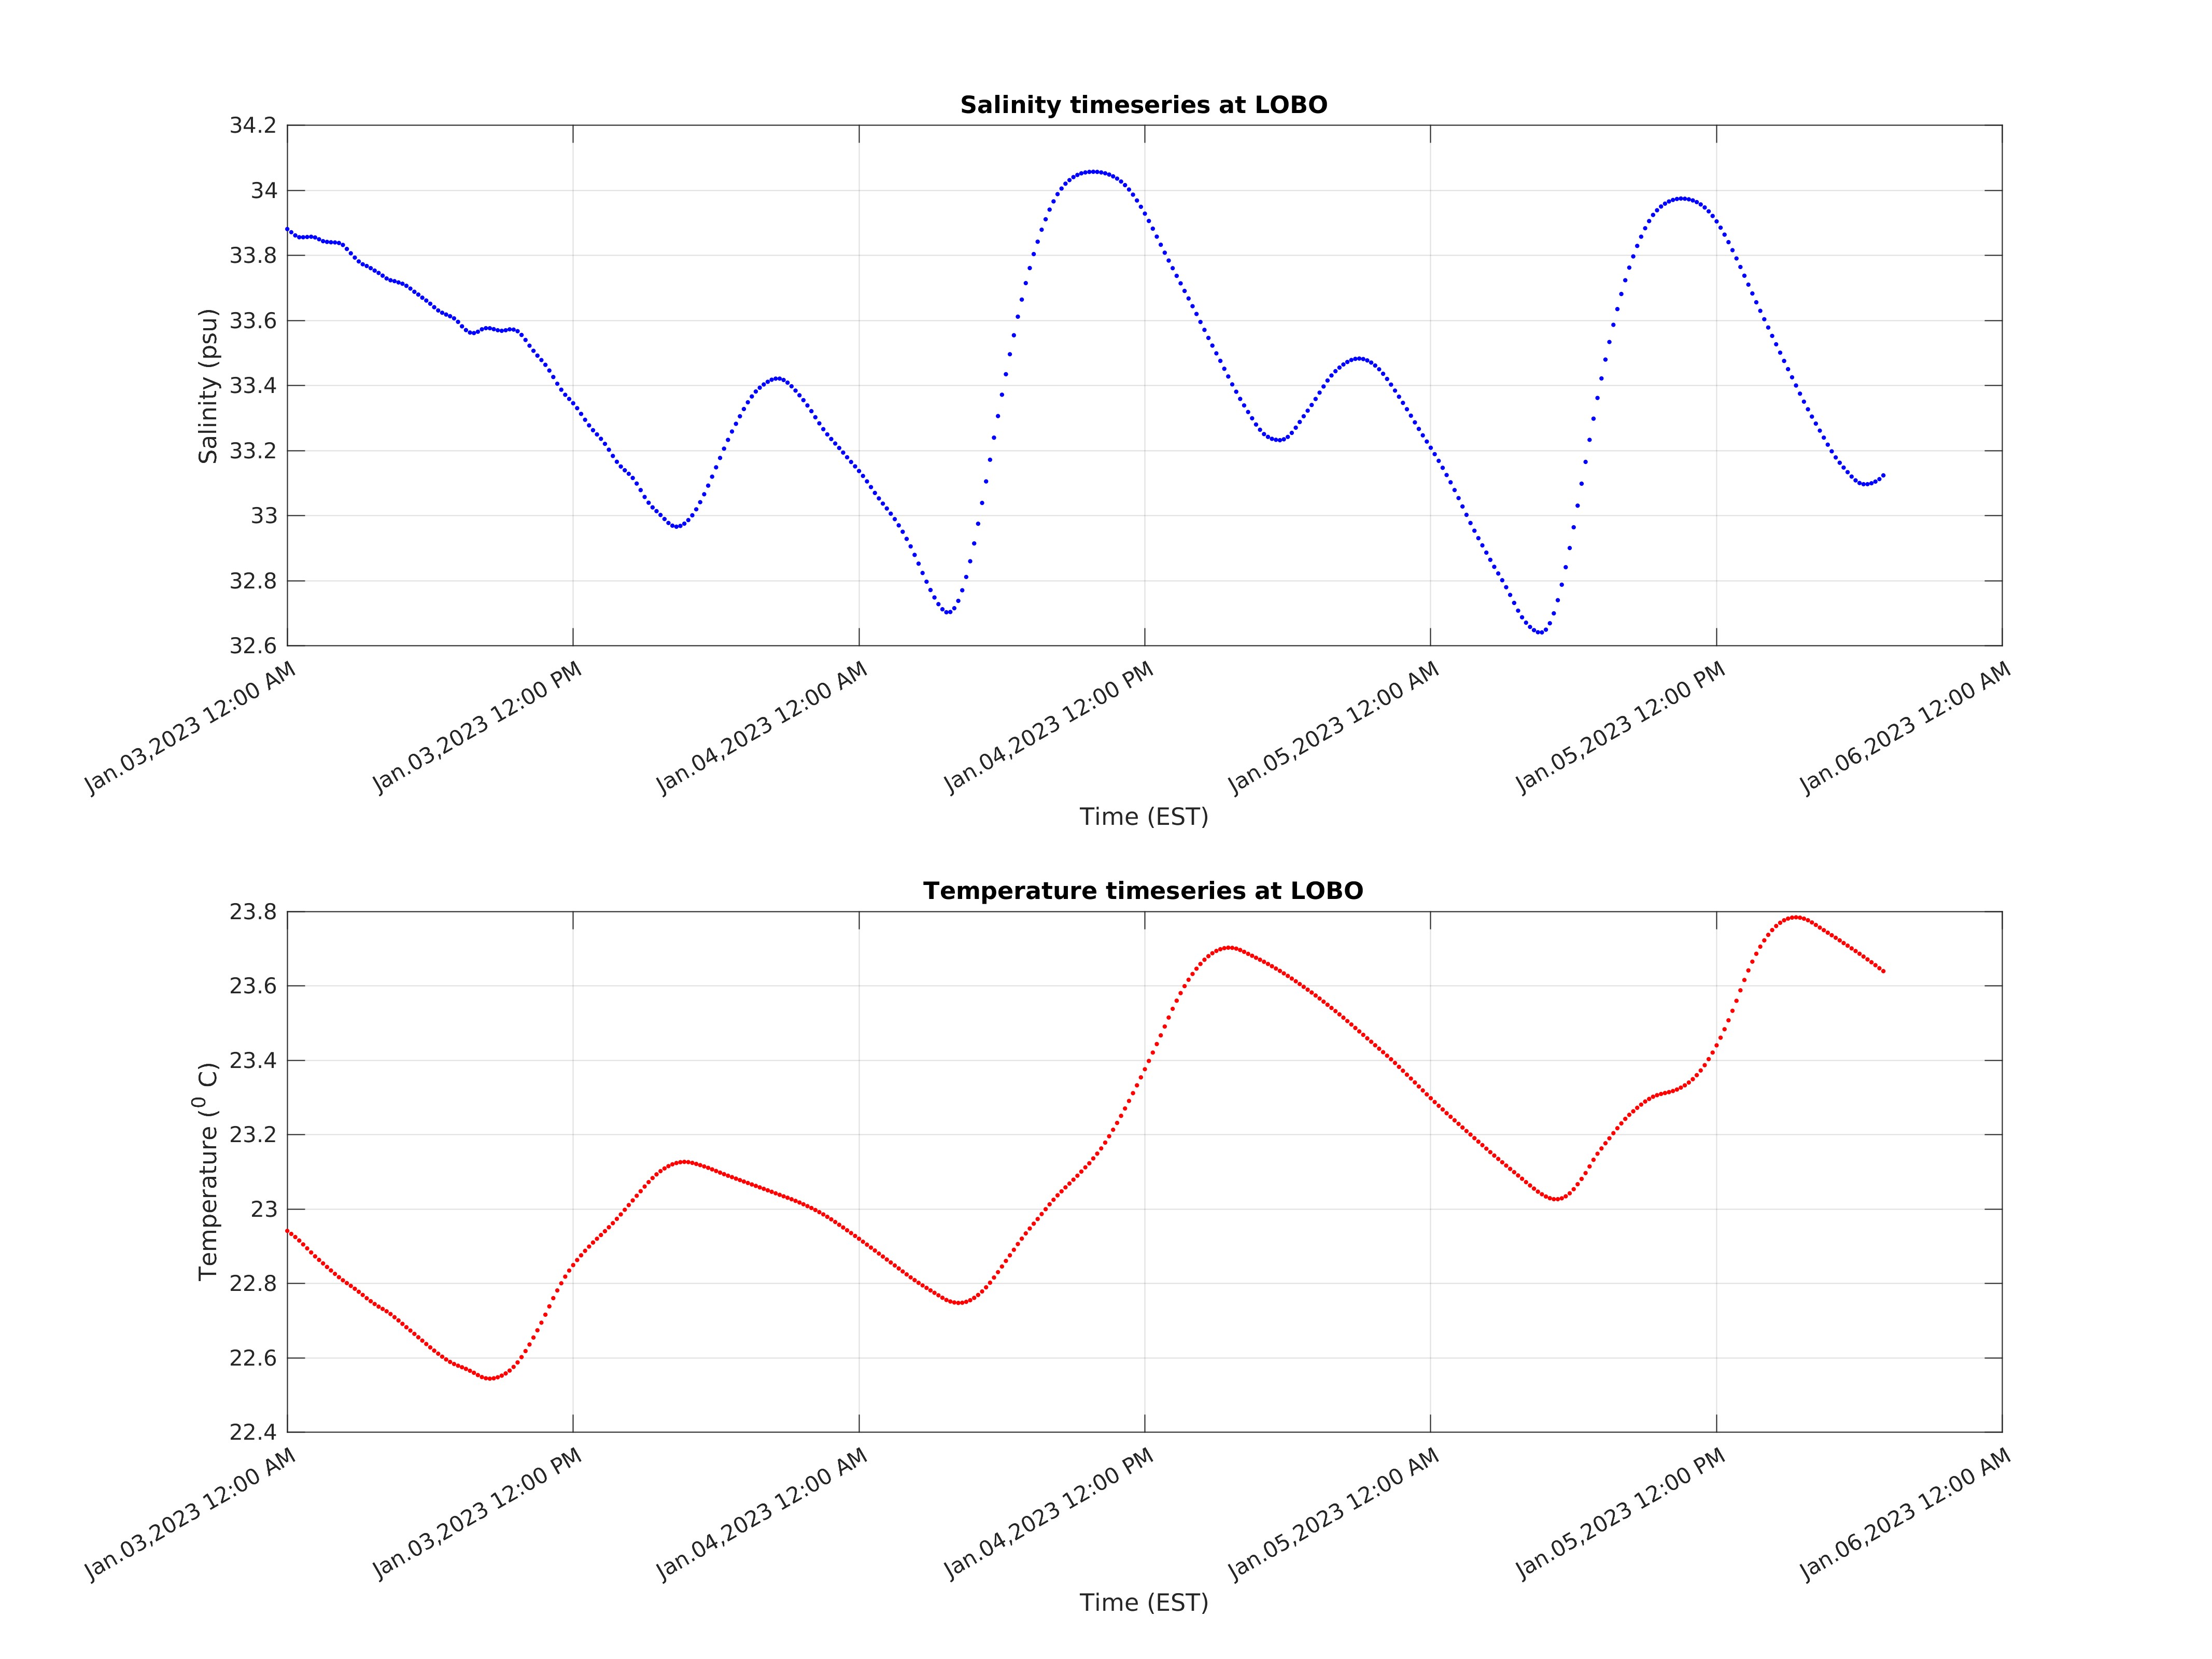 Salinity timeseries at LOBO
34.2
34
33.8
33.6
33.4
33.2
33
32.8
32.6
Salinity (psu)
Jan.03,2023 12:00 AM
Jan.03,2023 12:00 PM
Jan.04,2023 12:00 AM
Jan.04,2023 12:00 PM
Jan.05,2023 12:00 AM
Jan.05,2023 12:00 PM
Jan.06,2023 12:00 AM
Time (EST)
Temperature timeseries at LOBO
23.8
23.6
23.4
23.2
23
22.8
22.6
22.4
Temperature (⁰ C)
Jan.03,2023 12:00 AM
Jan.03,2023 12:00 PM
Jan.04,2023 12:00 AM
Jan.04,2023 12:00 PM
Jan.05,2023 12:00 AM
Jan.05,2023 12:00 PM
Jan.06,2023 12:00 AM
Time (EST)